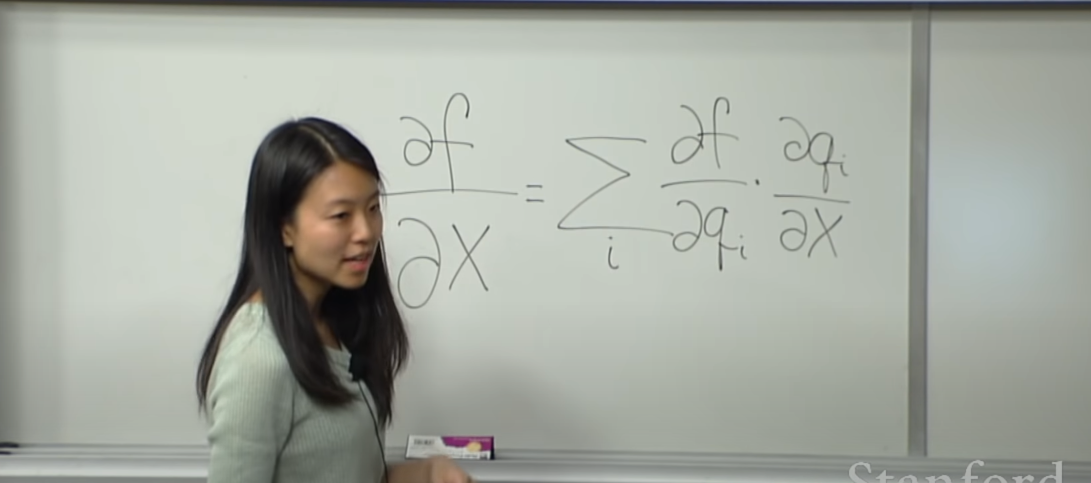 ∂f/∂X = Σ_i ∂f/∂q_i · ∂q_i/∂X
Stanford